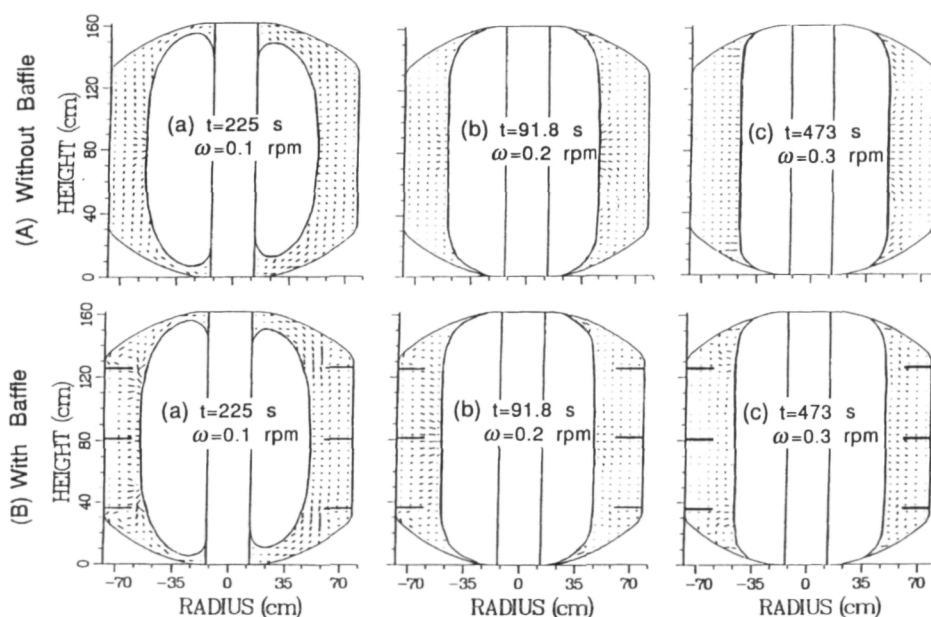 (A) Without Baffle
HEIGHT (cm)
160
120
80
40
0
(a) t=225 s
ω=0.1 rpm
(b) t=91.8 s
ω=0.2 rpm
(c) t=473 s
ω=0.3 rpm
(B) With Baffle
HEIGHT (cm)
160
120
80
40
0
(a) t=225 s
ω=0.1 rpm
(b) t=91.8 s
ω=0.2 rpm
(c) t=473 s
ω=0.3 rpm
-70 -35 0 35 70
-70 -35 0 35 70
-70 -35 0 35 70
RADIUS (cm)
RADIUS (cm)
RADIUS (cm)